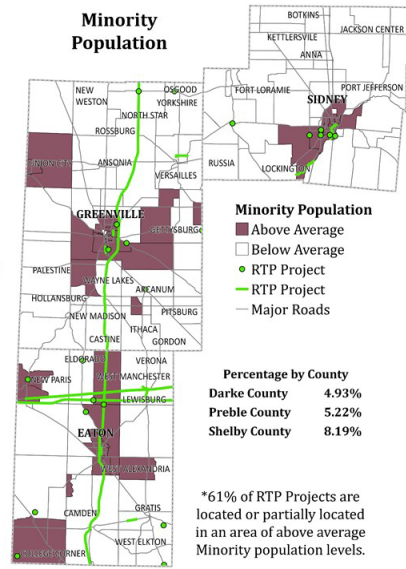 Minority
Population
BOTKINS
JACKSON CENTER
KETTLERSVILE
ANNA
FORT LORAMIE
PORT JEFFERSON
SIDNEY
RUSSIA
LOCKINGTON
NEW
WESTON
OSGOOD
YORKSHIRE
NORTH STAR
ROSSBURG
UNION CITY
ANSONIA
VERSAILLES
GREENVILLE
GETTYSBURG
PALESTINE
WAYNE LAKES
ARCANUM
HOLLANSBURG
PITSBURG
NEW MADISON
ITHACA
CASTINE
GORDON
ELDORADO
VERONA
WEST MANCHESTER
NEW PARIS
LEWISBURG
EATON
WEST ALEXANDRIA
CAMDEN
GRATIS
WEST ELKTON
COLLEGE CORNER
Minority Population
Above Average
Below Average
RTP Project
RTP Project
Major Roads
Percentage by County
Darke County 4.93%
Preble County 5.22%
Shelby County 8.19%
*61% of RTP Projects are
located or partially located
in an area of above average
Minority population levels.